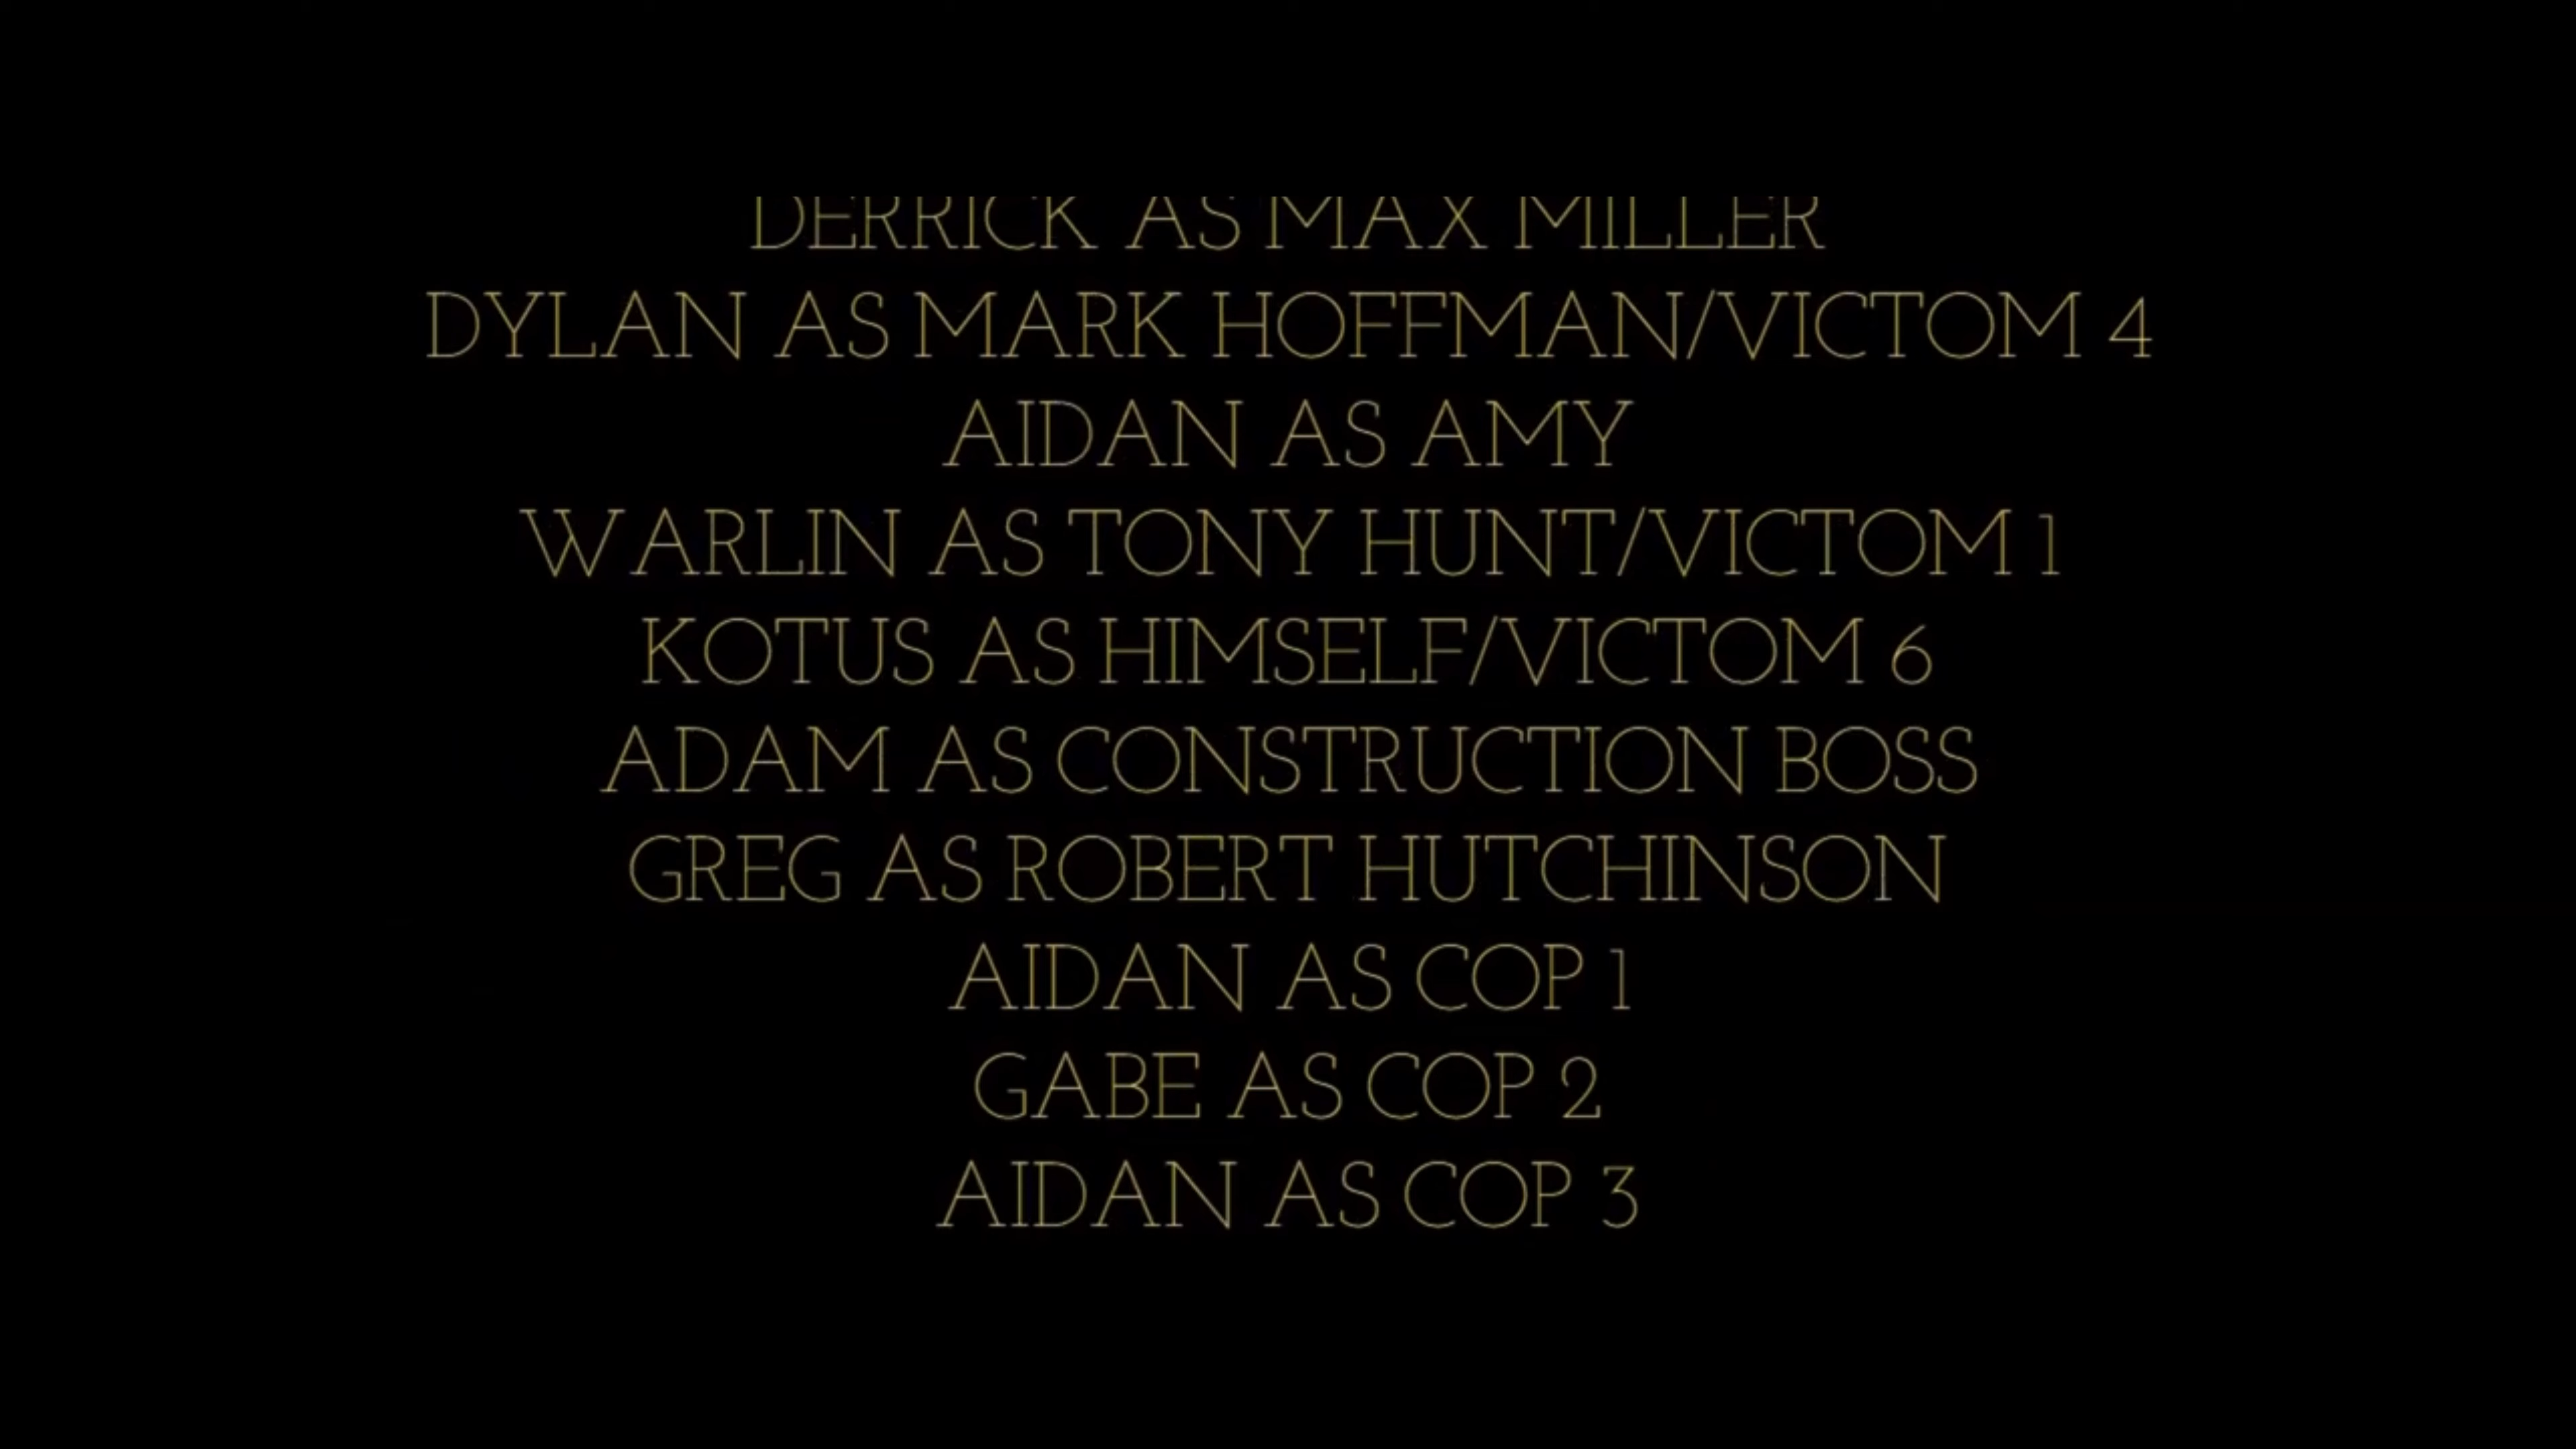 DERRICK AS MAX MILLER
DYLAN AS MARK HOFFMAN/VICTOM 4
AIDAN AS AMY
WARLIN AS TONY HUNT/VICTOM 1
KOTUS AS HIMSELF/VICTOM 6
ADAM AS CONSTRUCTION BOSS
GREG AS ROBERT HUTCHINSON
AIDAN AS COP 1
GABE AS COP 2
AIDAN AS COP 3